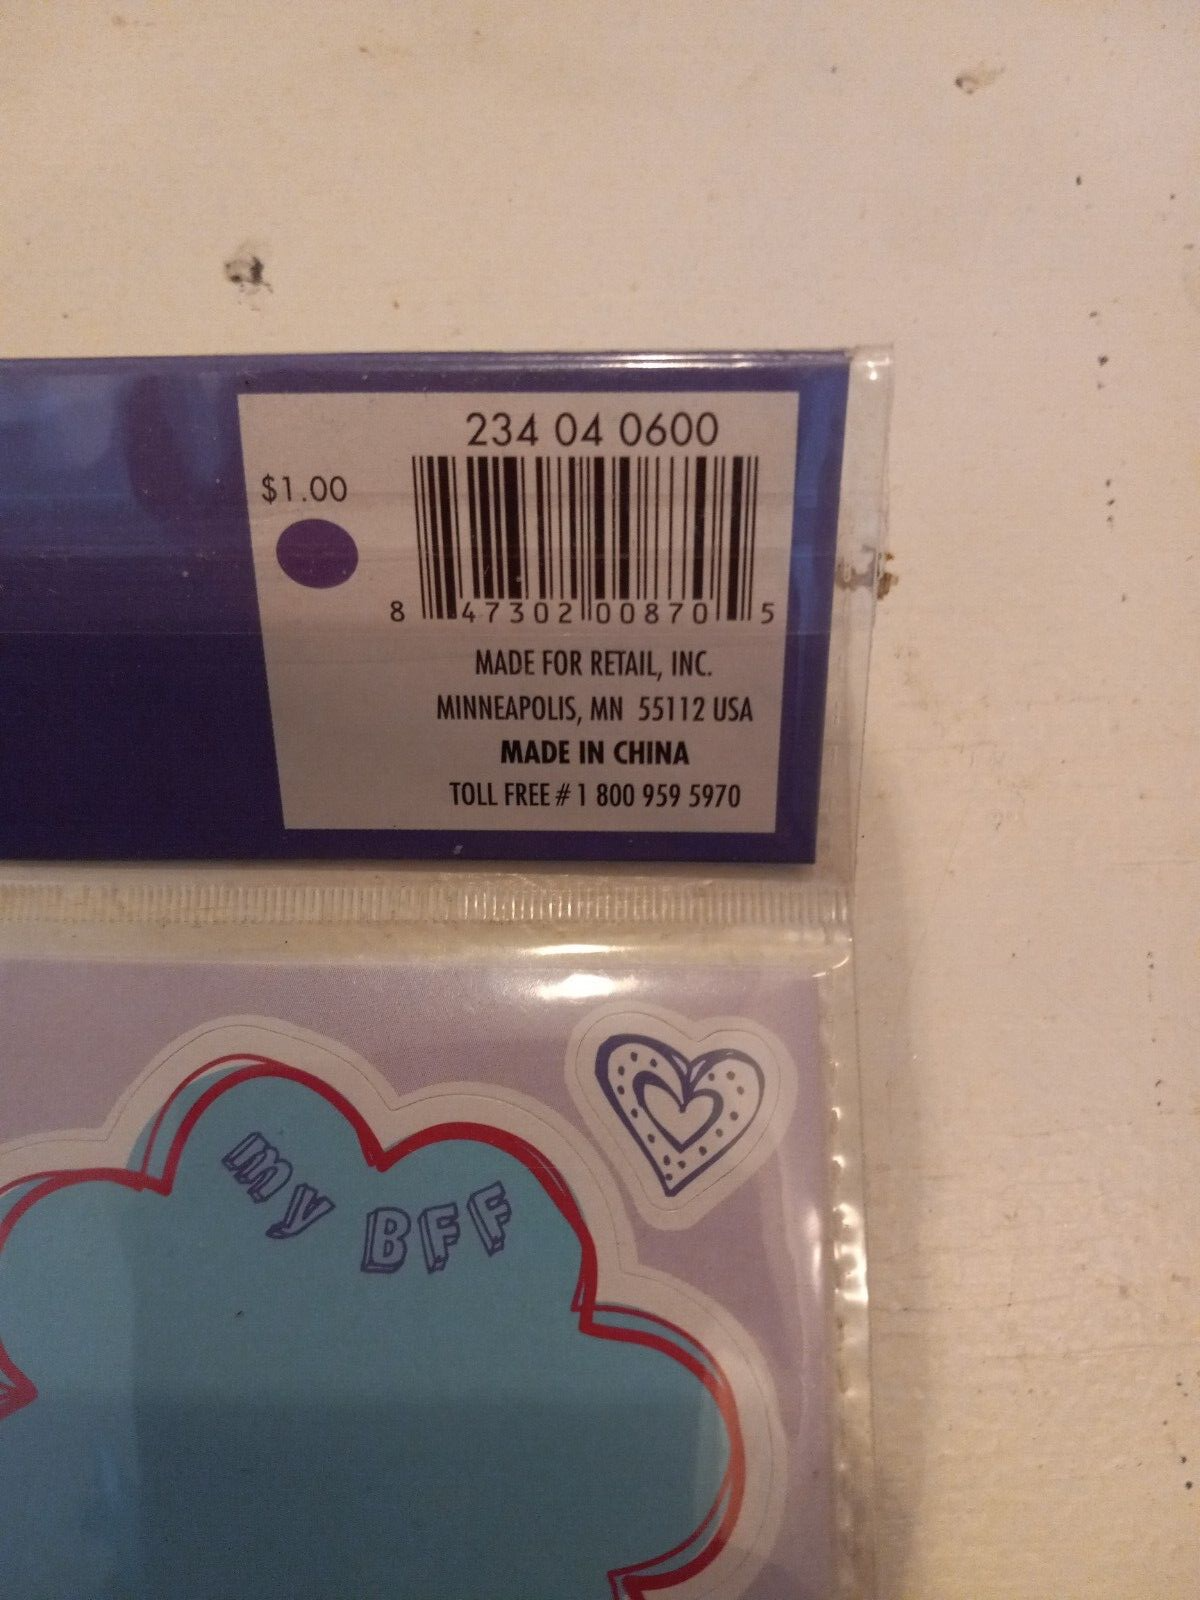 234 04 0600
$1.00
8 47302 00870 5
MADE FOR RETAIL, INC.
MINNEAPOLIS, MN 55112 USA
MADE IN CHINA
TOLL FREE # 1 800 959 5970
my BFF